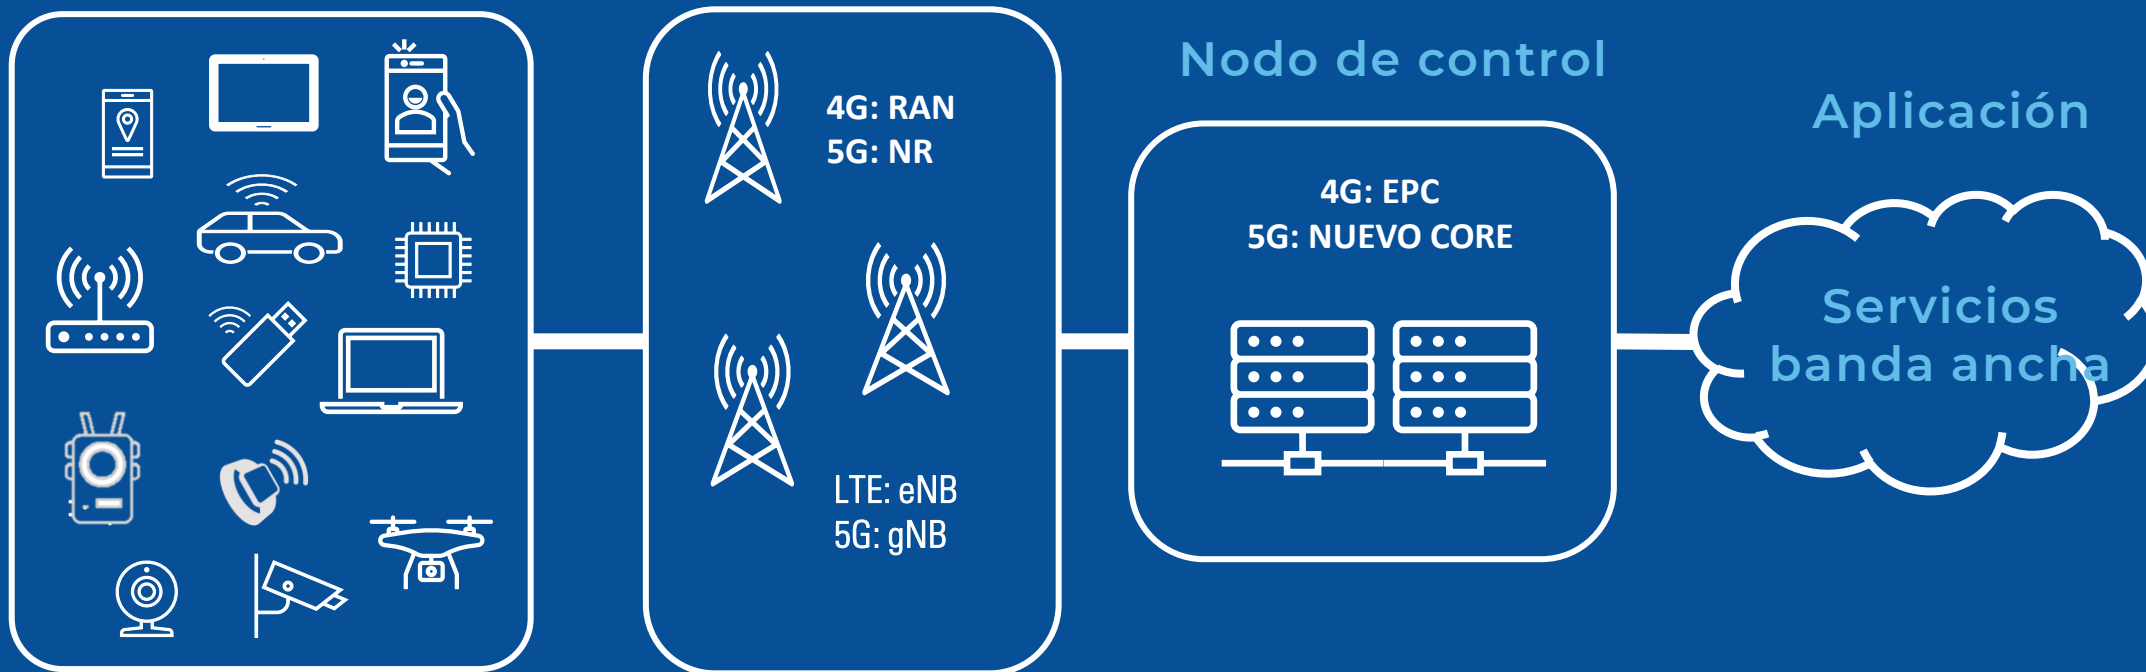 4G: RAN
5G: NR
LTE: eNB
5G: gNB
Nodo de control
4G: EPC
5G: NUEVO CORE
Aplicación
Servicios
banda ancha